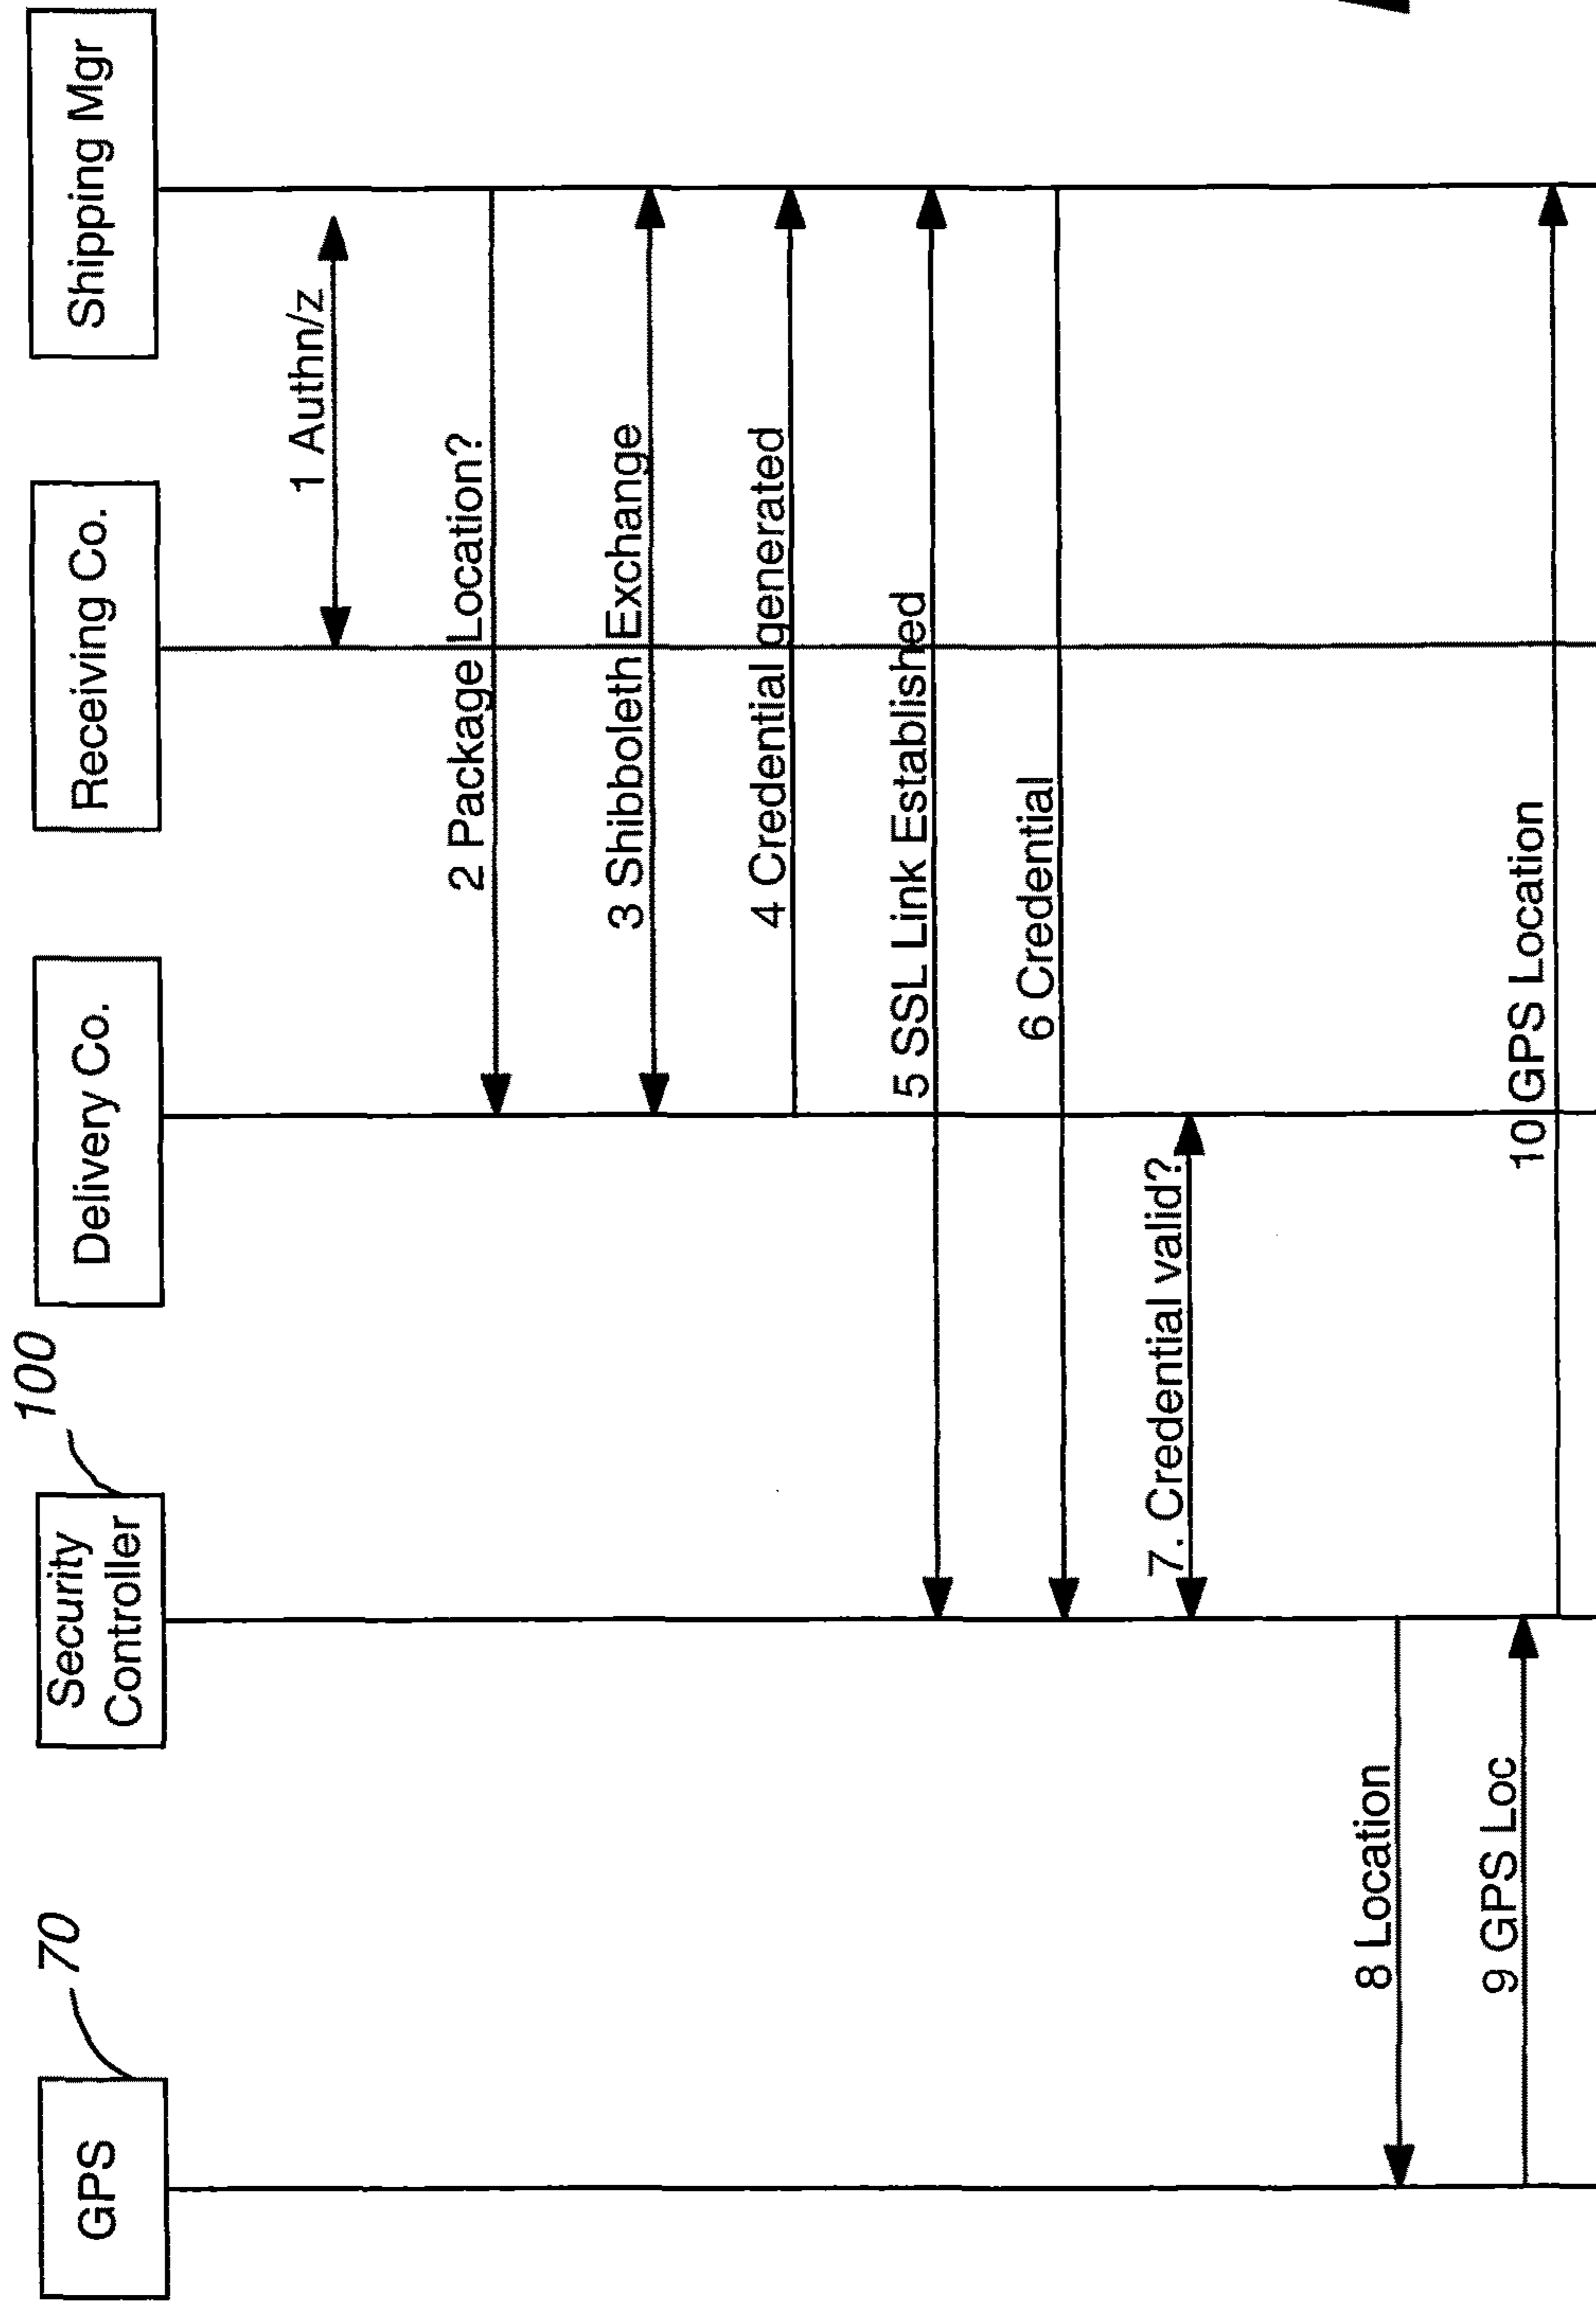 GPS
70
Security
Controller
100
Delivery Co.
Receiving Co.
Shipping Mgr
1 Authn/z
2 Package Location?
3 Shibboleth Exchange
4 Credential generated
5 SSL Link Established
6 Credential
7. Credential valid?
8 Location
9 GPS Loc
10 GPS Location